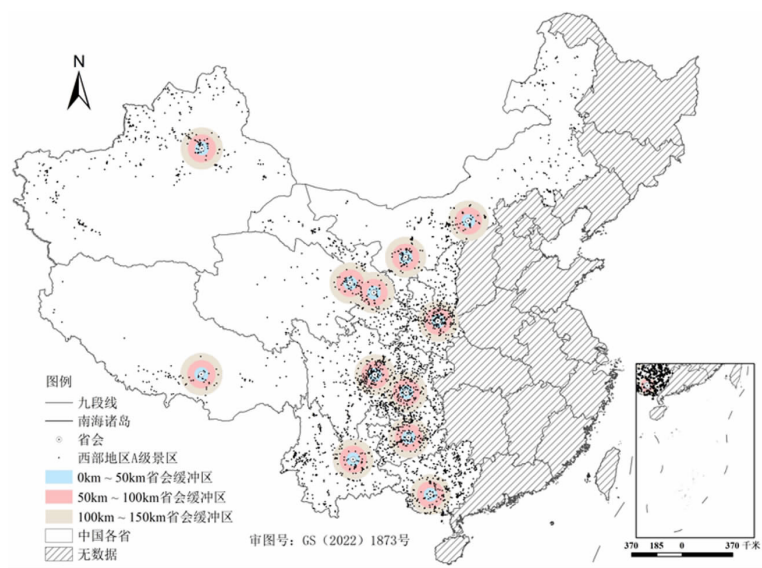 N
图例
九段线
南海诸岛
省会
西部地区A级景区
0km～50km省会缓冲区
50km～100km省会缓冲区
100km～150km省会缓冲区
中国各省
无数据
审图号：GS（2022）1873号
370 185 0 370 千米